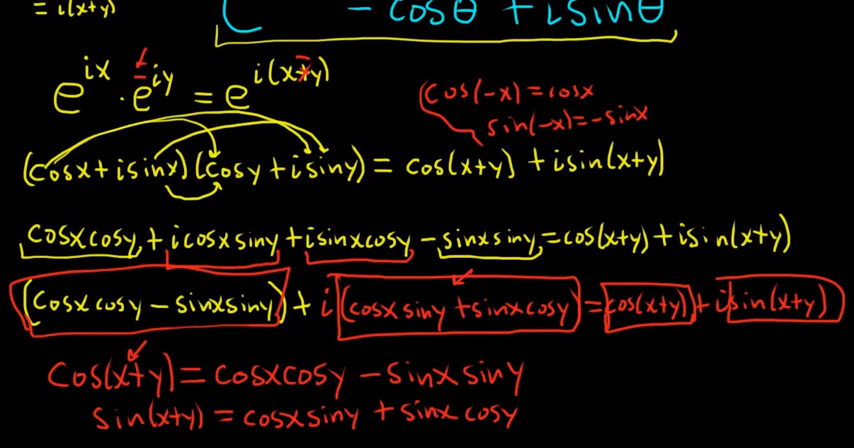 = i(x+y)
e = cosθ + i sinθ
e^{ix} · e^{iy} = e^{i(x+y)}
cos(-x) = cosx
sin(-x) = -sinx
(cosx + isinx)(cosy + isiny) = cos(x+y) + isin(x+y)
cosxcosy + icosxsiny + isinxcosy - sinxsiny = cos(x+y) + isin(x+y)
(cosxcosy - sinxsiny) + i(cosxsiny + sinxcosy) = cos(x+y) + isin(x+y)
cos(x+y) = cosxcosy - sinxsiny
sin(x+y) = cosxsiny + sinxcosy